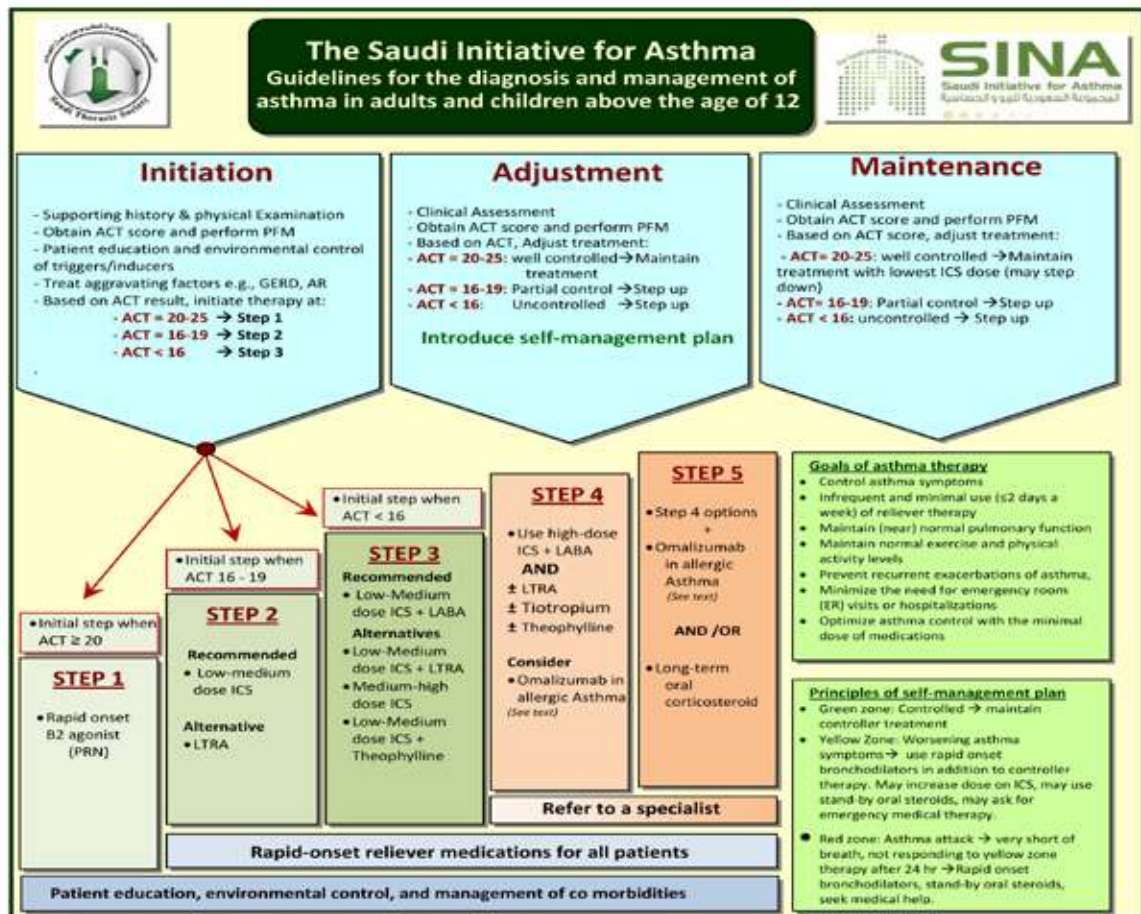 The Saudi Initiative for Asthma
Guidelines for the diagnosis and management of
asthma in adults and children above the age of 12
Saudi Thoracic Society
SINA
Saudi Initiative for Asthma
Initiation
- Supporting history & physical Examination
- Obtain ACT score and perform PFM
- Patient education and environmental control
of triggers/inducers
- Treat aggravating factors e.g., GERD, AR
- Based on ACT result, initiate therapy at:
- ACT = 20-25 → Step 1
- ACT = 16-19 → Step 2
- ACT < 16 → Step 3
.
Adjustment
- Clinical Assessment
- Obtain ACT score and perform PFM
- Based on ACT, Adjust treatment:
- ACT = 20-25: well controlled→Maintain
treatment
- ACT = 16-19: Partial control →Step up
- ACT < 16: Uncontrolled →Step up
Introduce self-management plan
Maintenance
- Clinical Assessment
- Obtain ACT score and perform PFM
- Based on ACT score, adjust treatment:
- ACT= 20-25: well controlled →Maintain
treatment with lowest ICS dose (may step
down)
- ACT= 16-19: Partial control →Step up
- ACT < 16: uncontrolled → Step up
• Initial step when
ACT ≥ 20
STEP 1
• Rapid onset
B2 agonist
(PRN)
• Initial step when
ACT 16 - 19
STEP 2
Recommended
• Low-medium
dose ICS
Alternative
• LTRA
• Initial step when
ACT < 16
STEP 3
Recommended
• Low-Medium
dose ICS + LABA
Alternatives
• Low-Medium
dose ICS + LTRA
• Medium-high
dose ICS
• Low-Medium
dose ICS +
Theophylline
STEP 4
• Use high-dose
ICS + LABA
AND
± LTRA
± Tiotropium
± Theophylline
Consider
• Omalizumab in
allergic Asthma
(See text)
STEP 5
• Step 4 options
+
• Omalizumab
in allergic
Asthma
(See text)
AND /OR
• Long-term
oral
corticosteroid
Refer to a specialist
Rapid-onset reliever medications for all patients
Patient education, environmental control, and management of co morbidities
Goals of asthma therapy
• Control asthma symptoms
• Infrequent and minimal use (≤2 days a
week) of reliever therapy
• Maintain (near) normal pulmonary function
• Maintain normal exercise and physical
activity levels
• Prevent recurrent exacerbations of asthma,
• Minimize the need for emergency room
(ER) visits or hospitalizations
• Optimize asthma control with the minimal
dose of medications
Principles of self-management plan
• Green zone: Controlled → maintain
controller treatment
• Yellow Zone: Worsening asthma
symptoms→ use rapid onset
bronchodilators in addition to controller
therapy. May increase dose on ICS, may use
stand-by oral steroids, may ask for
emergency medical therapy.
• Red zone: Asthma attack → very short of
breath, not responding to yellow zone
therapy after 24 hr →Rapid onset
bronchodilators, stand-by oral steroids,
seek medical help.